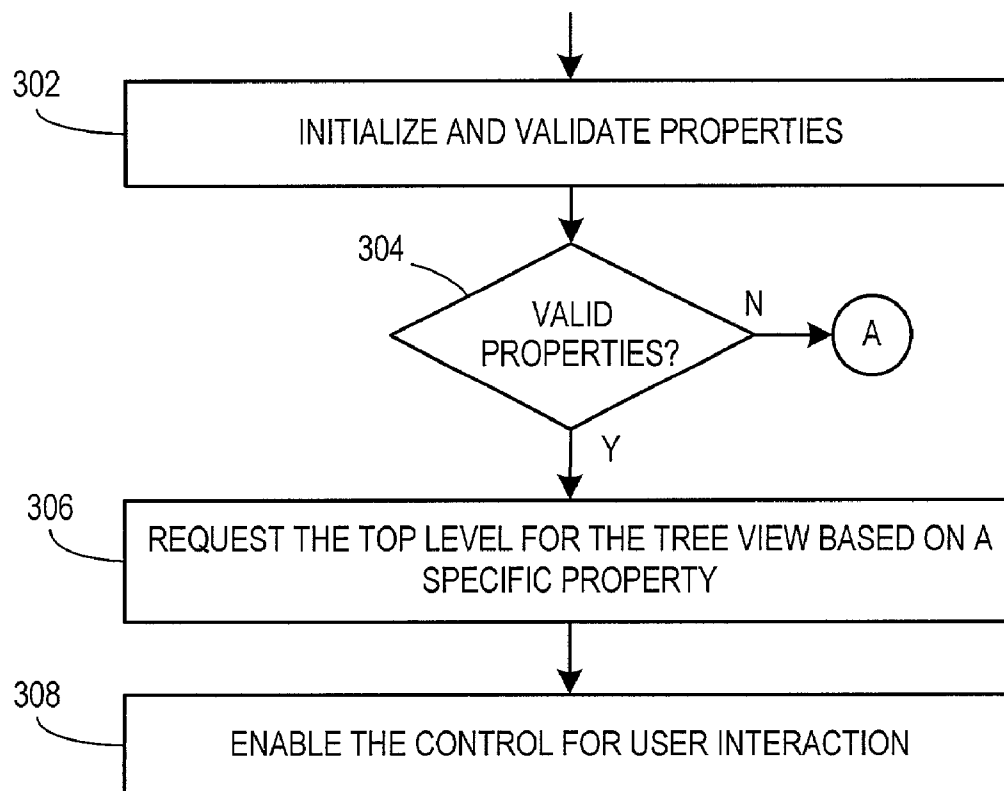 302
INITIALIZE AND VALIDATE PROPERTIES
304
VALID
PROPERTIES?
N
A
Y
306
REQUEST THE TOP LEVEL FOR THE TREE VIEW BASED ON A
SPECIFIC PROPERTY
308
ENABLE THE CONTROL FOR USER INTERACTION